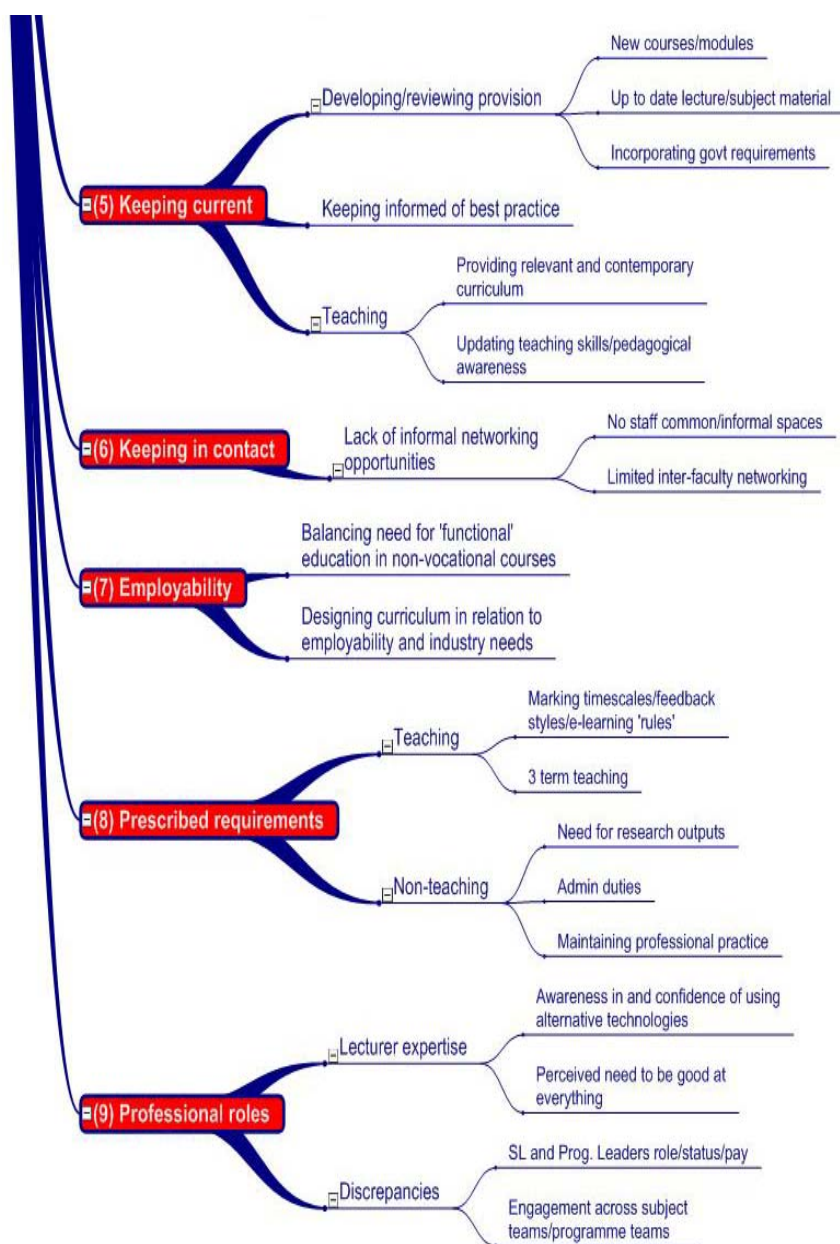 New courses/modules
Developing/reviewing provision
Up to date lecture/subject material
Incorporating govt requirements
(5) Keeping current
Keeping informed of best practice
Providing relevant and contemporary
curriculum
Teaching
Updating teaching skills/pedagogical
awareness
(6) Keeping in contact
Lack of informal networking
opportunities
No staff common/informal spaces
Limited inter-faculty networking
Balancing need for 'functional'
education in non-vocational courses
(7) Employability
Designing curriculum in relation to
employability and industry needs
Marking timescales/feedback
styles/e-learning 'rules'
Teaching
3 term teaching
(8) Prescribed requirements
Need for research outputs
Non-teaching
Admin duties
Maintaining professional practice
Awareness in and confidence of using
alternative technologies
Lecturer expertise
Perceived need to be good at
everything
(9) Professional roles
SL and Prog. Leaders role/status/pay
Discrepancies
Engagement across subject
teams/programme teams